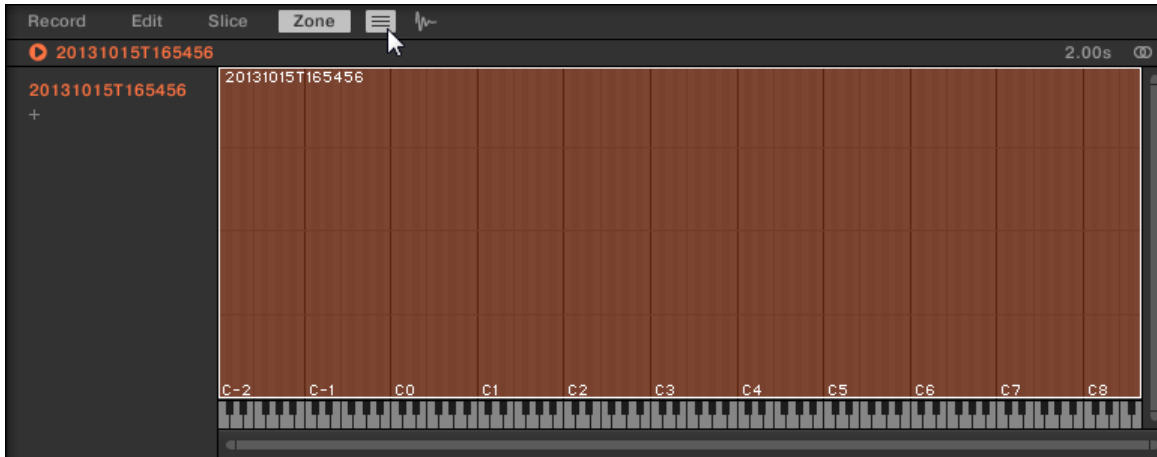 Record Edit Slice Zone
20131015T165456 2.00s
20131015T165456
+
20131015T165456
C-2 C-1 C0 C1 C2 C3 C4 C5 C6 C7 C8